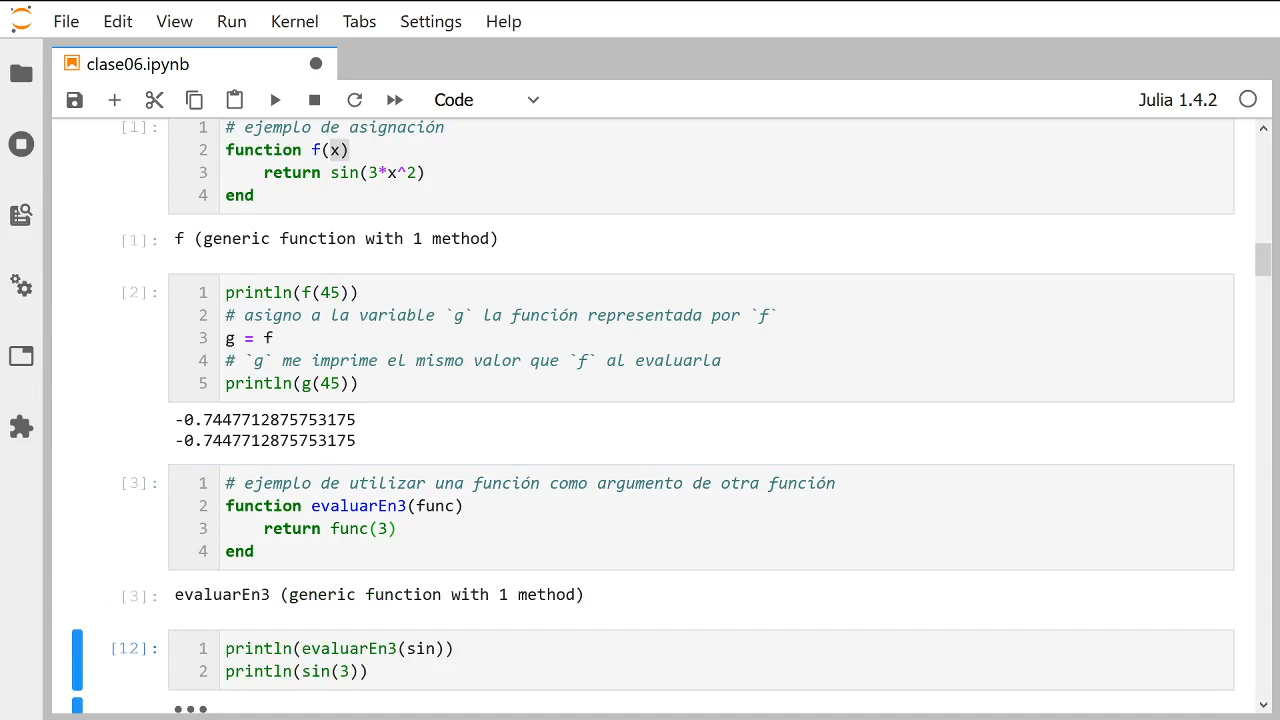 File Edit View Run Kernel Tabs Settings Help
clase06.ipynb
Code Julia 1.4.2
[1]: 1 # ejemplo de asignación
2 function f(x)
3 return sin(3*x^2)
4 end
[1]: f (generic function with 1 method)
[2]: 1 println(f(45))
2 # asigno a la variable `g` la función representada por `f`
3 g = f
4 # `g` me imprime el mismo valor que `f` al evaluarla
5 println(g(45))
-0.7447712875753175
-0.7447712875753175
[3]: 1 # ejemplo de utilizar una función como argumento de otra función
2 function evaluarEn3(func)
3 return func(3)
4 end
[3]: evaluarEn3 (generic function with 1 method)
[12]: 1 println(evaluarEn3(sin))
2 println(sin(3))